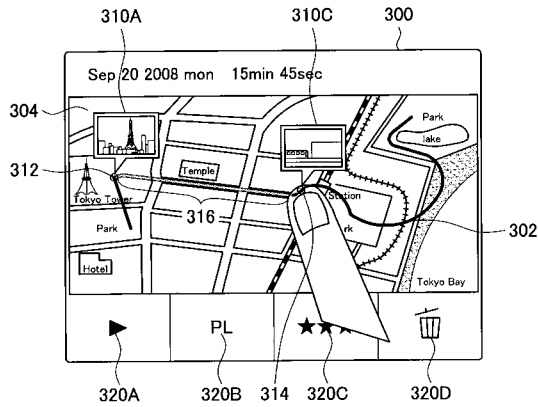 310A
310C
300
Sep 20 2008 mon 15min 45sec
304
Park
lake
312
Temple
Tokyo Tower
Station
316
302
Park
rk
Hotel
Tokyo Bay
PL
★★★
320A
320B
314
320C
320D